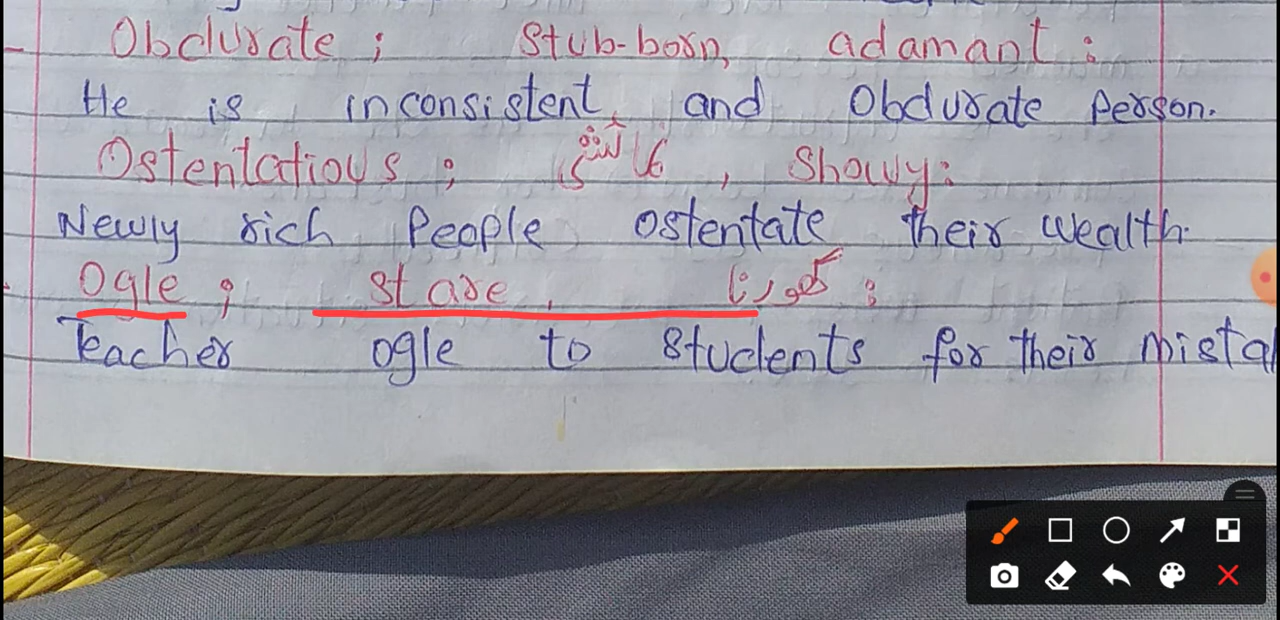 Obdurate ; Stub-born, adamant :
He is inconsistent, and Obdurate Person.
Ostentatious ; نمائشی , Showy :
Newly rich People ostentate their wealth.
Ogle ; stare , گھورنا :
Teacher ogle to students for their mista